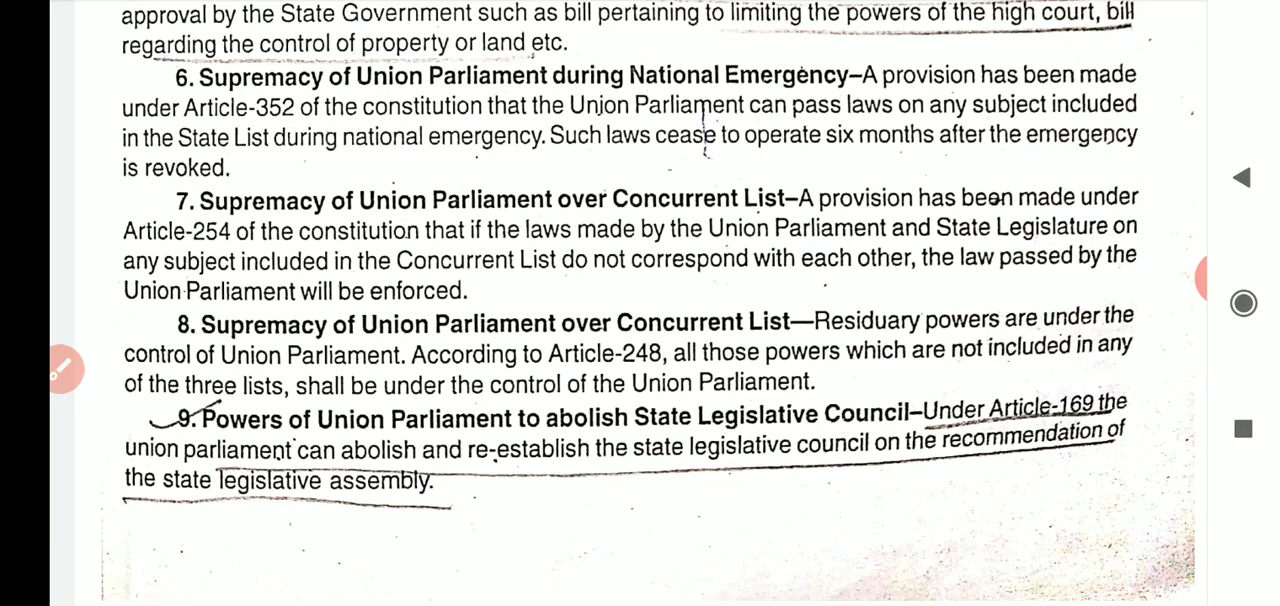 approval by the State Government such as bill pertaining to limiting the powers of the high court, bill
regarding the control of property or land etc.
6. Supremacy of Union Parliament during National Emergency–A provision has been made
under Article-352 of the constitution that the Union Parliament can pass laws on any subject included
in the State List during national emergency. Such laws cease to operate six months after the emergency
is revoked.
7. Supremacy of Union Parliament over Concurrent List–A provision has been made under
Article-254 of the constitution that if the laws made by the Union Parliament and State Legislature on
any subject included in the Concurrent List do not correspond with each other, the law passed by the
Union Parliament will be enforced.
8. Supremacy of Union Parliament over Concurrent List—Residuary powers are under the
control of Union Parliament. According to Article-248, all those powers which are not included in any
of the three lists, shall be under the control of the Union Parliament.
9. Powers of Union Parliament to abolish State Legislative Council–Under Article-169 the
union parliament can abolish and re-establish the state legislative council on the recommendation of
the state legislative assembly.